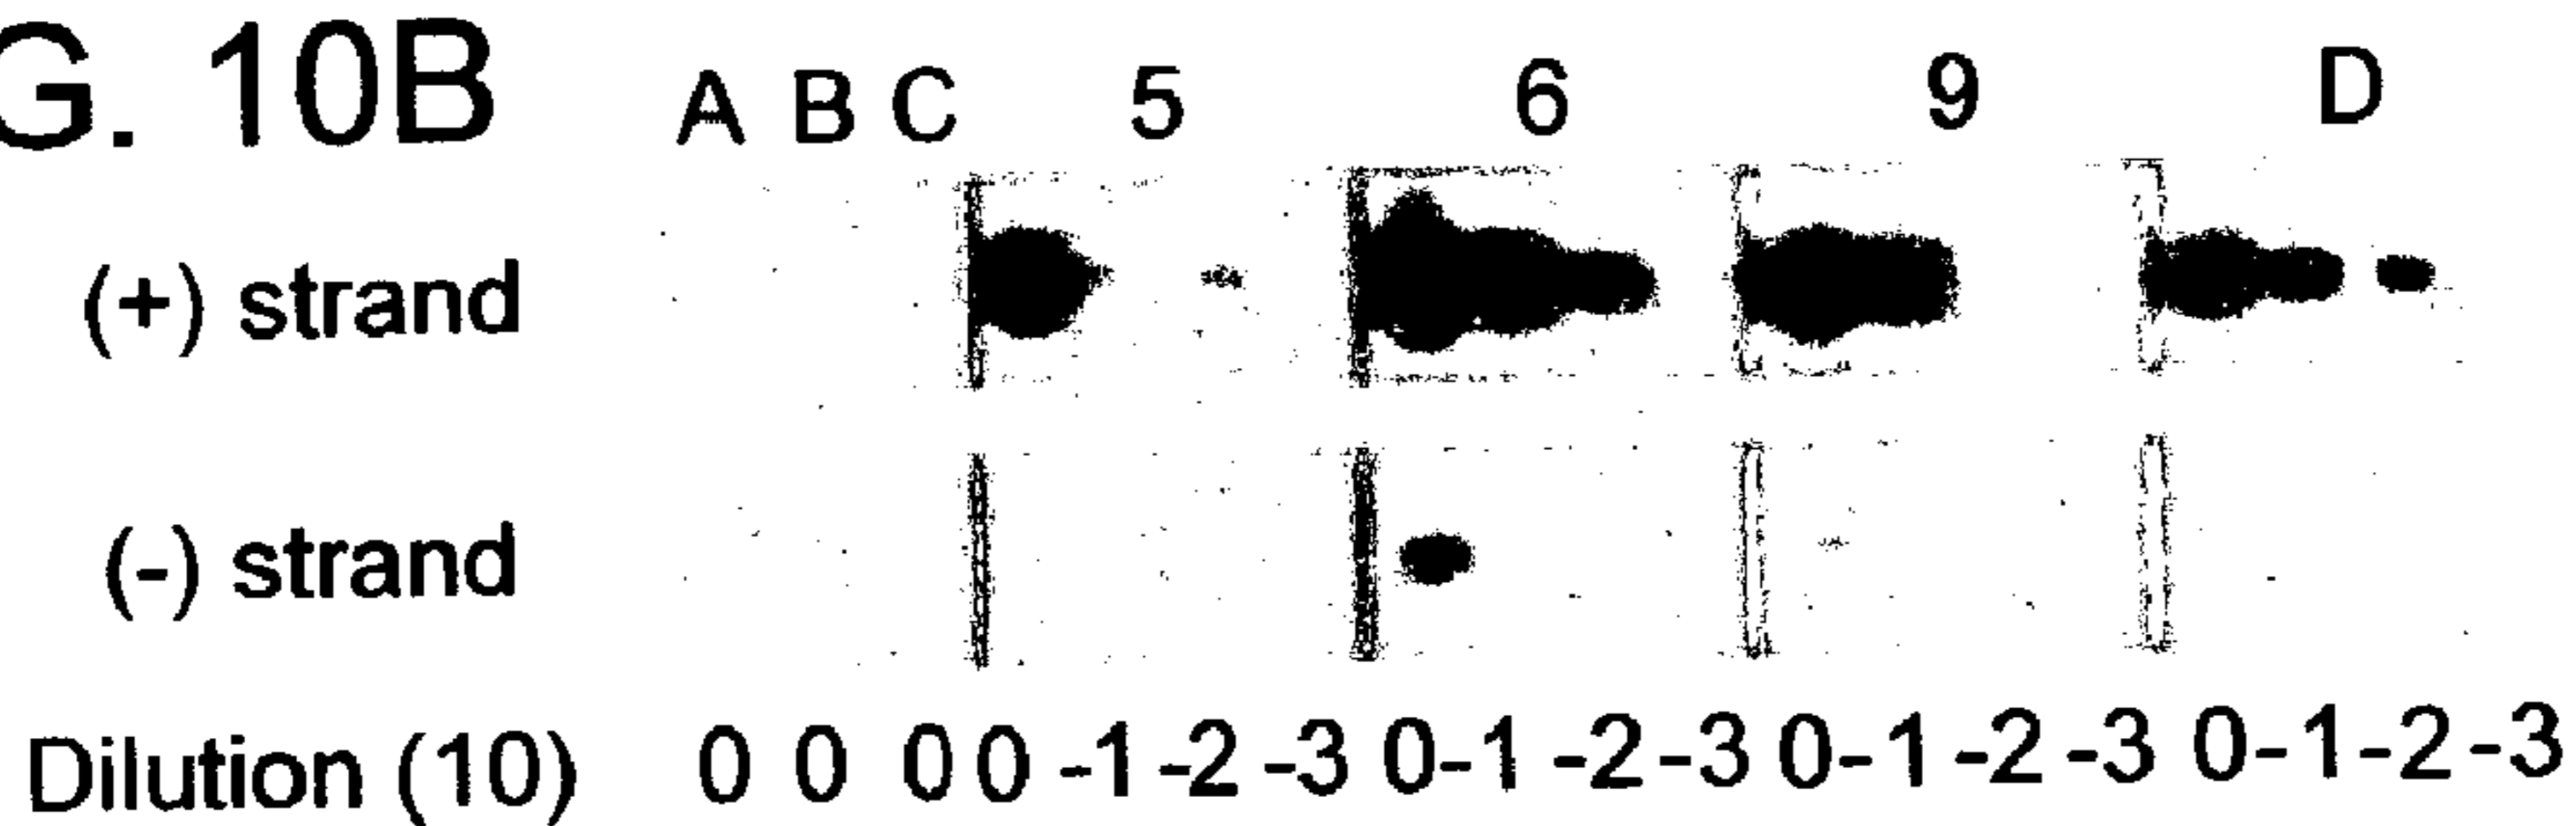 G. 10B
A B C 5 6 9 D
(+) strand
(-) strand
Dilution (10) 0 0 0 0 -1 -2 -3 0 -1 -2 -3 0 -1 -2 -3 0 -1 -2 -3